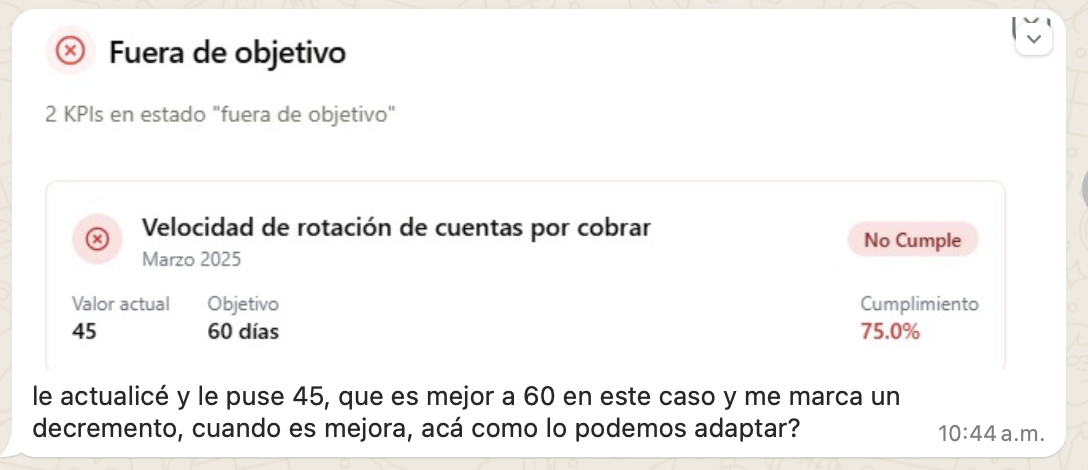 Fuera de objetivo
2 KPIs en estado "fuera de objetivo"
Velocidad de rotación de cuentas por cobrar
No Cumple
Marzo 2025
Valor actual Objetivo Cumplimiento
45 60 días 75.0%
le actualicé y le puse 45, que es mejor a 60 en este caso y me marca un
decremento, cuando es mejora, acá como lo podemos adaptar?
10:44 a.m.